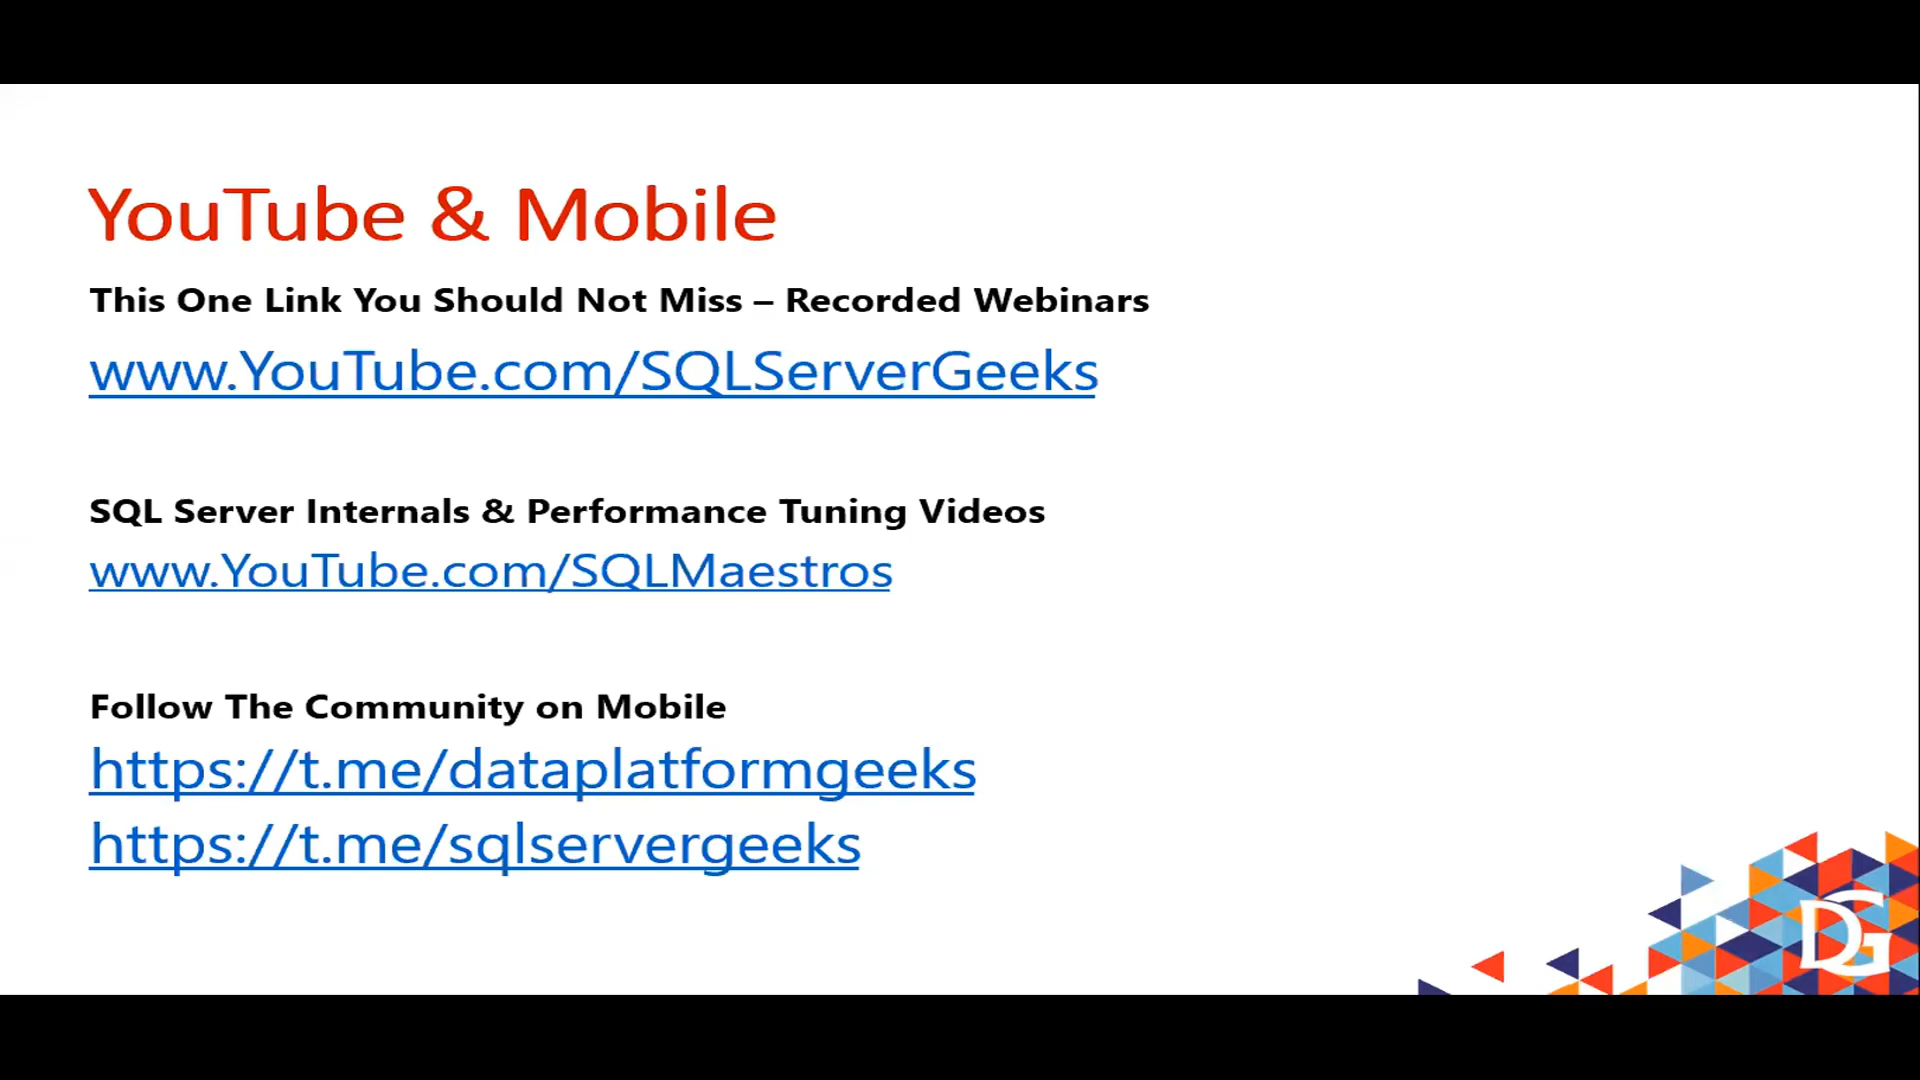 YouTube & Mobile
This One Link You Should Not Miss – Recorded Webinars
www.YouTube.com/SQLServerGeeks
SQL Server Internals & Performance Tuning Videos
www.YouTube.com/SQLMaestros
Follow The Community on Mobile
https://t.me/dataplatformgeeks
https://t.me/sqlservergeeks
DG